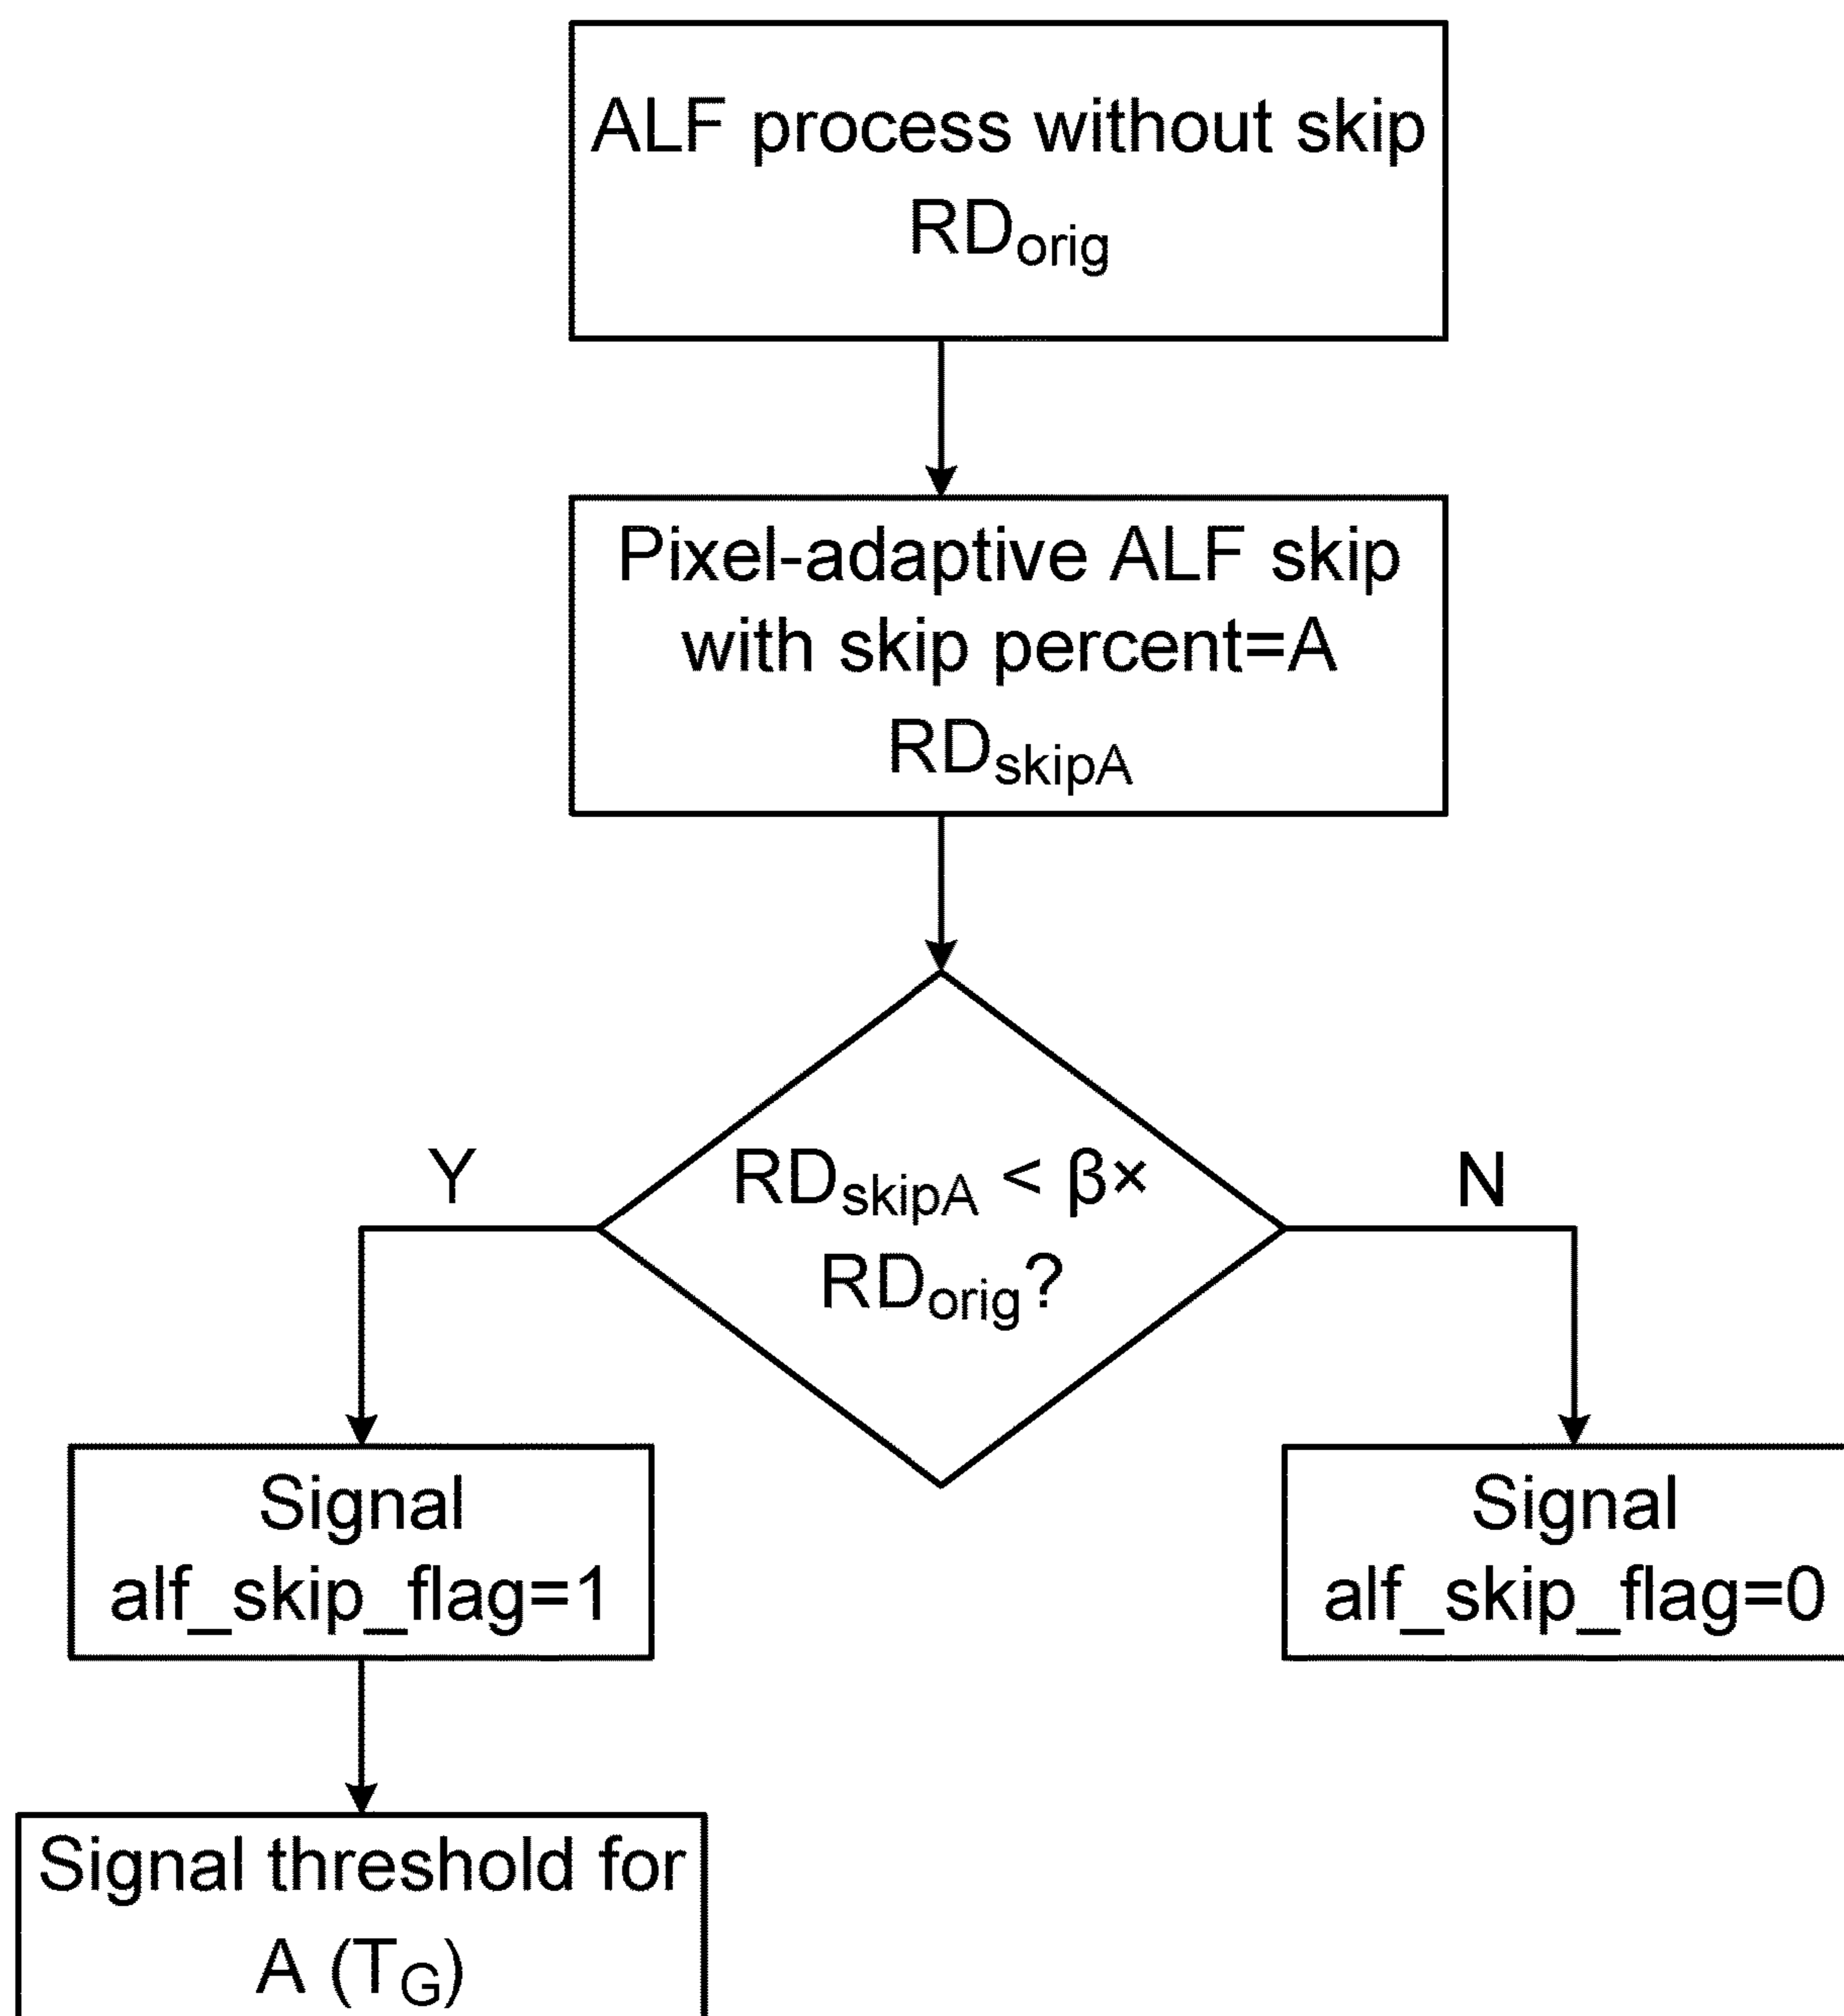 ALF process without skip
RDorig
Pixel-adaptive ALF skip
with skip percent=A
RDskipA
RDskipA < β×
RDorig?
Y
N
Signal
alf_skip_flag=1
Signal
alf_skip_flag=0
Signal threshold for
A (TG)